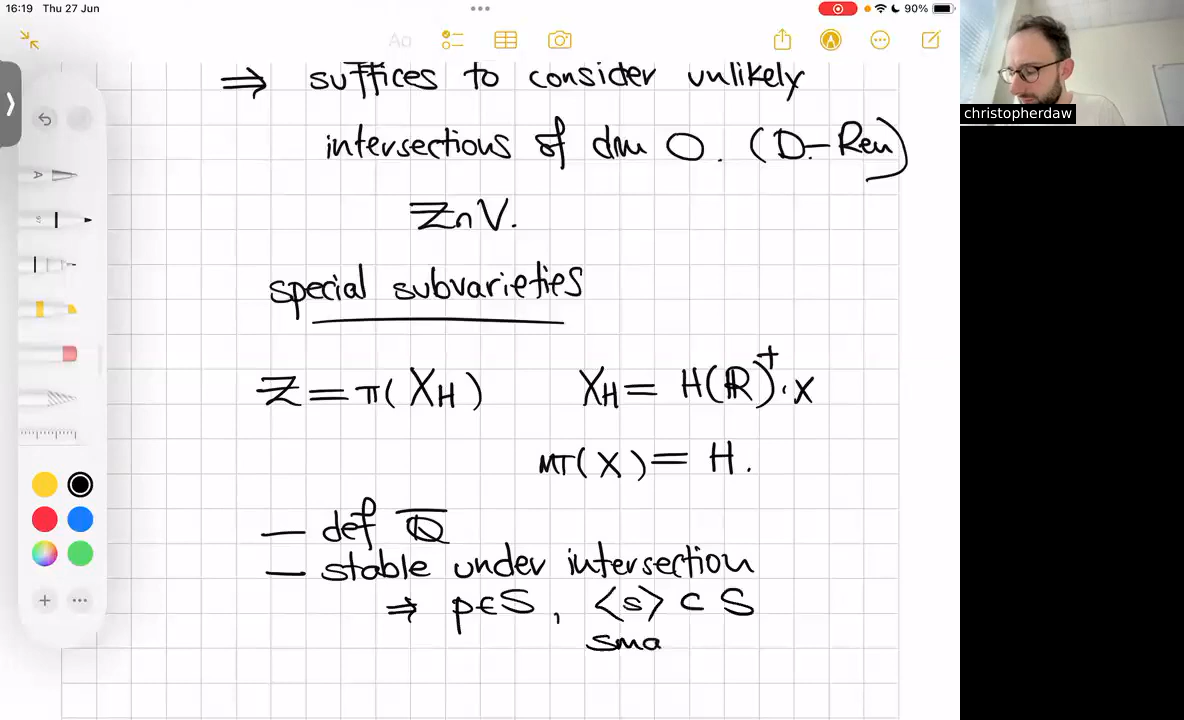 16:19 Thu 27 Jun
90%
Aa
christopherdaw
⇒ suffices to consider unlikely
intersections of dim O. (D-Ren)
Z∩V.
special subvarieties
Z = π(X_H) X_H = H(ℝ)⁺·x
MT(x) = H.
— def Q̅
— stable under intersection
⇒ p∈S, <s> ⊂ S
sma